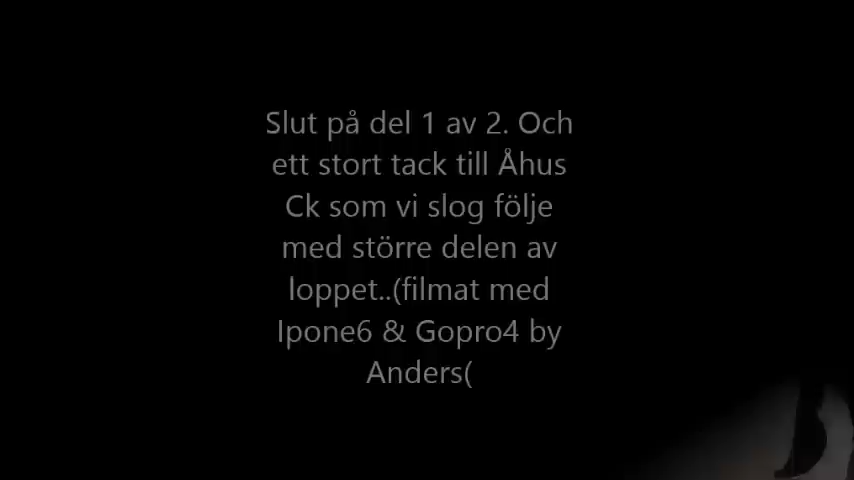 Slut på del 1 av 2. Och
ett stort tack till Åhus
Ck som vi slog följe
med större delen av
loppet..(filmat med
Ipone6 & Gopro4 by
Anders(